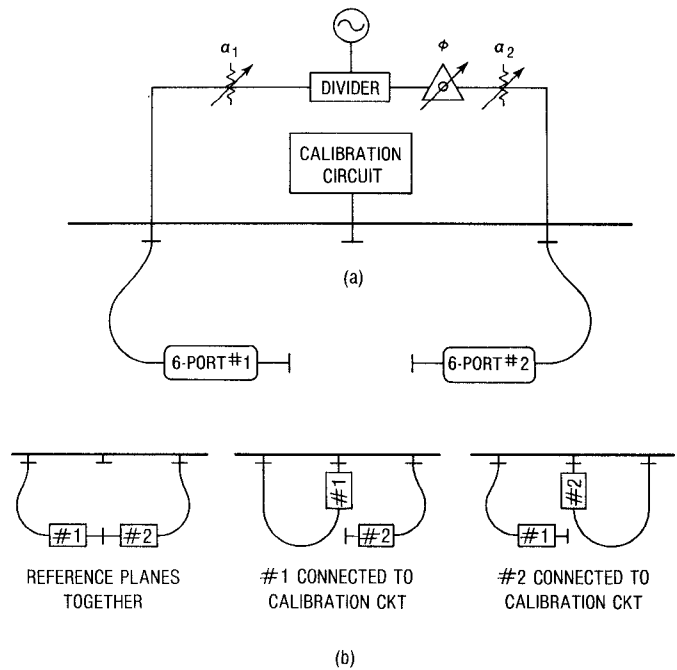 α1
ϕ
α2
DIVIDER
CALIBRATION
CIRCUIT
(a)
6-PORT #1
6-PORT #2
#1
#2
#1
#2
#2
#1
REFERENCE PLANES
TOGETHER
#1 CONNECTED TO
CALIBRATION CKT
#2 CONNECTED TO
CALIBRATION CKT
(b)